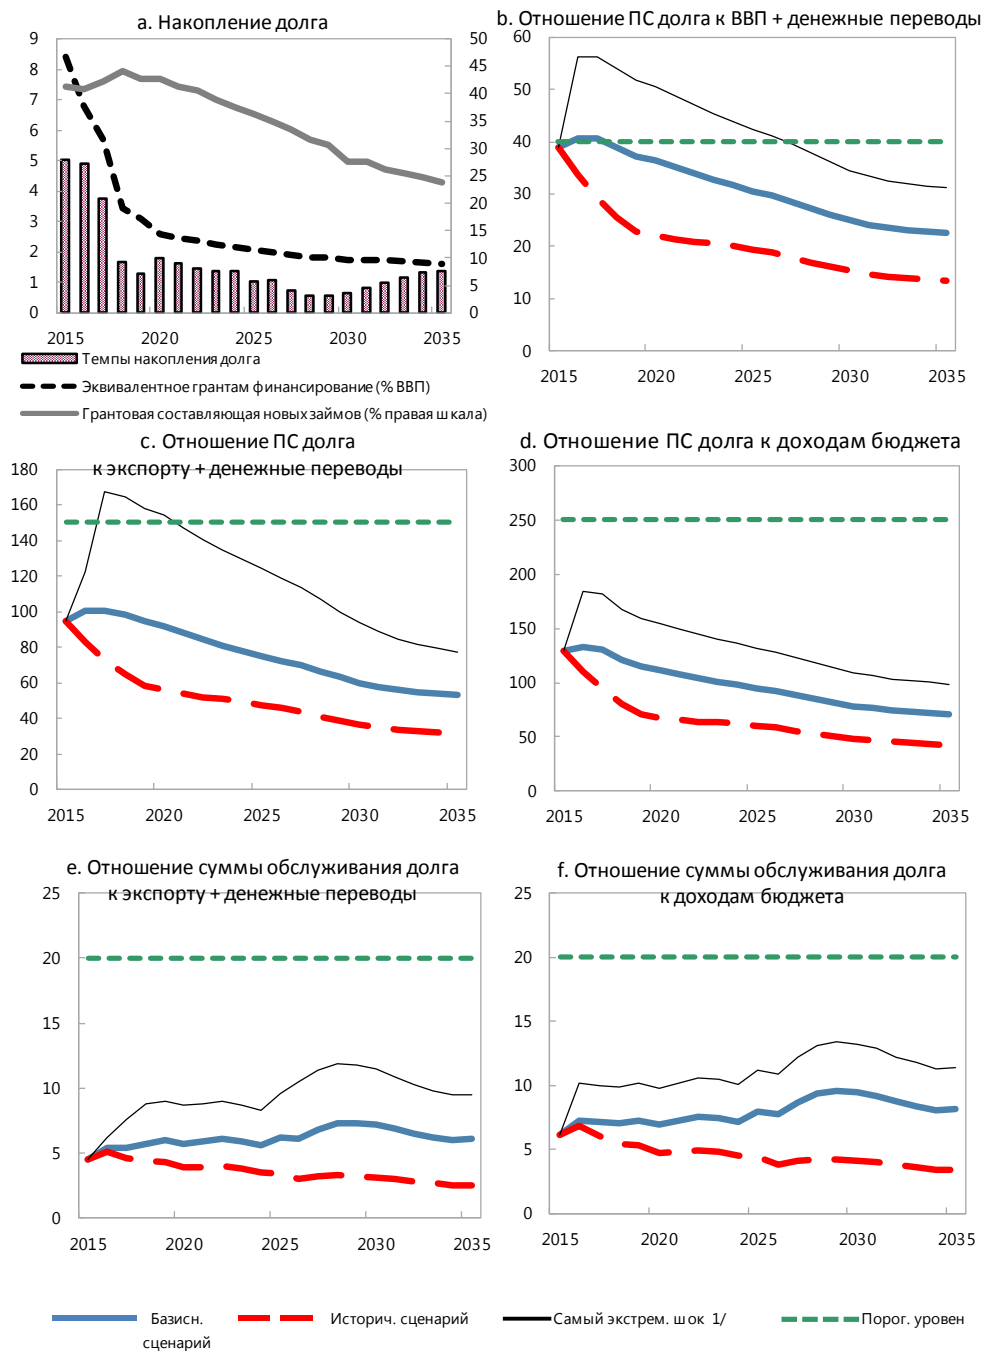 a. Накопление долга
9
8
7
6
5
4
3
2
1
0
50
45
40
35
30
25
20
15
10
5
0
2015 2020 2025 2030 2035
Темпы накопления долга
Эквивалентное грантам финансирование (% ВВП)
Грантовая составляющая новых займов (% правая шкала)
b. Отношение ПС долга к ВВП + денежные переводы
60
50
40
30
20
10
0
2015 2020 2025 2030 2035
c. Отношение ПС долга
к экспорту + денежные переводы
180
160
140
120
100
80
60
40
20
0
2015 2020 2025 2030 2035
d. Отношение ПС долга к доходам бюджета
300
250
200
150
100
50
0
2015 2020 2025 2030 2035
e. Отношение суммы обслуживания долга
к экспорту + денежные переводы
25
20
15
10
5
0
2015 2020 2025 2030 2035
f. Отношение суммы обслуживания долга
к доходам бюджета
25
20
15
10
5
0
2015 2020 2025 2030 2035
Базисн.
сценарий
Историч. сценарий
Самый экстрем. шок 1/
Порог. уровен